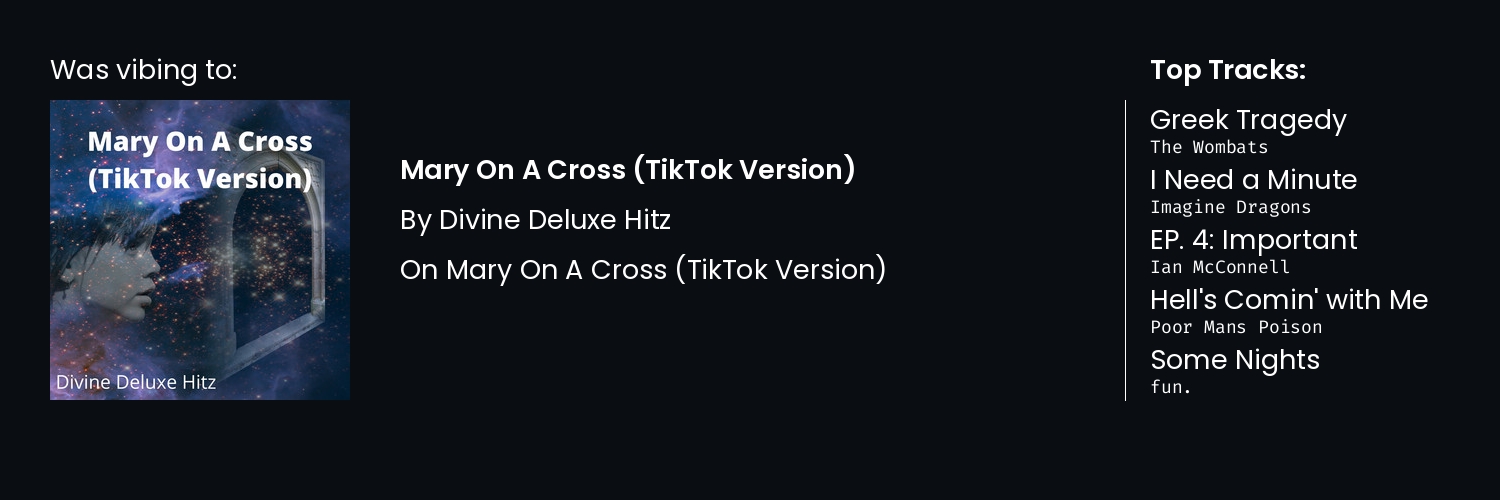 Was vibing to:
Mary On A Cross
(TikTok Version)
Divine Deluxe Hitz
Mary On A Cross (TikTok Version)
By Divine Deluxe Hitz
On Mary On A Cross (TikTok Version)
Top Tracks:
Greek Tragedy
The Wombats
I Need a Minute
Imagine Dragons
EP. 4: Important
Ian McConnell
Hell's Comin' with Me
Poor Mans Poison
Some Nights
fun.